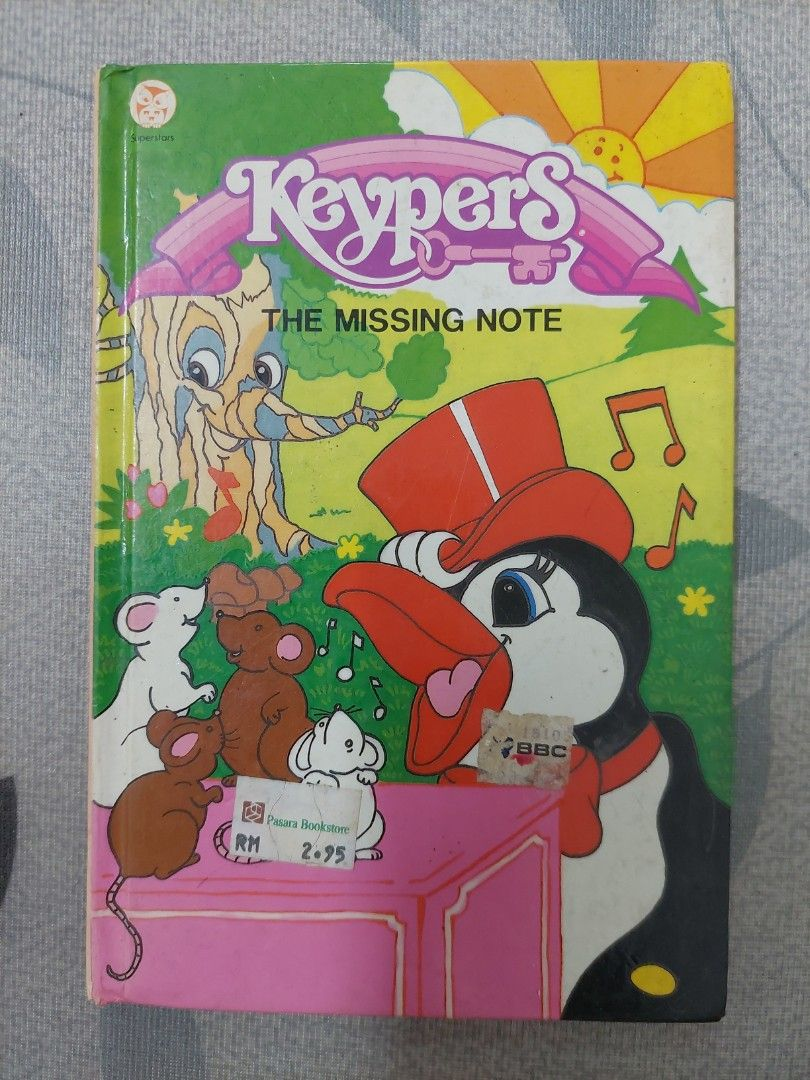 Superstars
Keypers
THE MISSING NOTE
BBC
Pasara Bookstore
RM 2.95